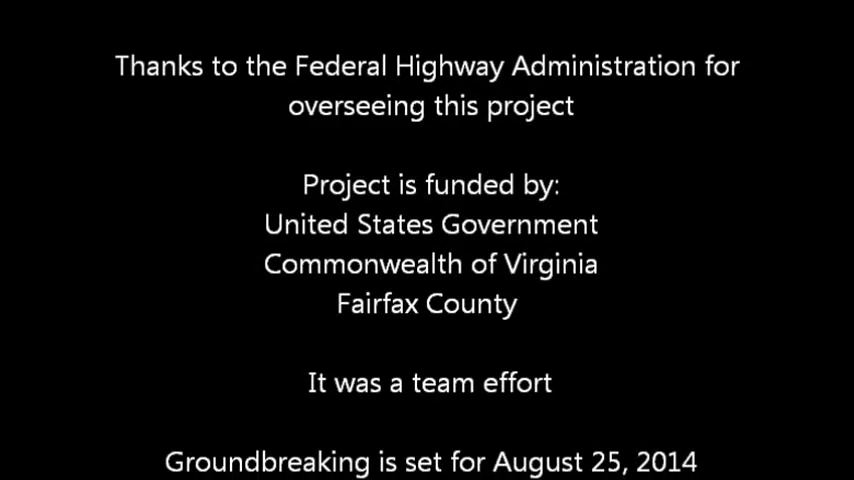 Thanks to the Federal Highway Administration for
overseeing this project
Project is funded by:
United States Government
Commonwealth of Virginia
Fairfax County
It was a team effort
Groundbreaking is set for August 25, 2014